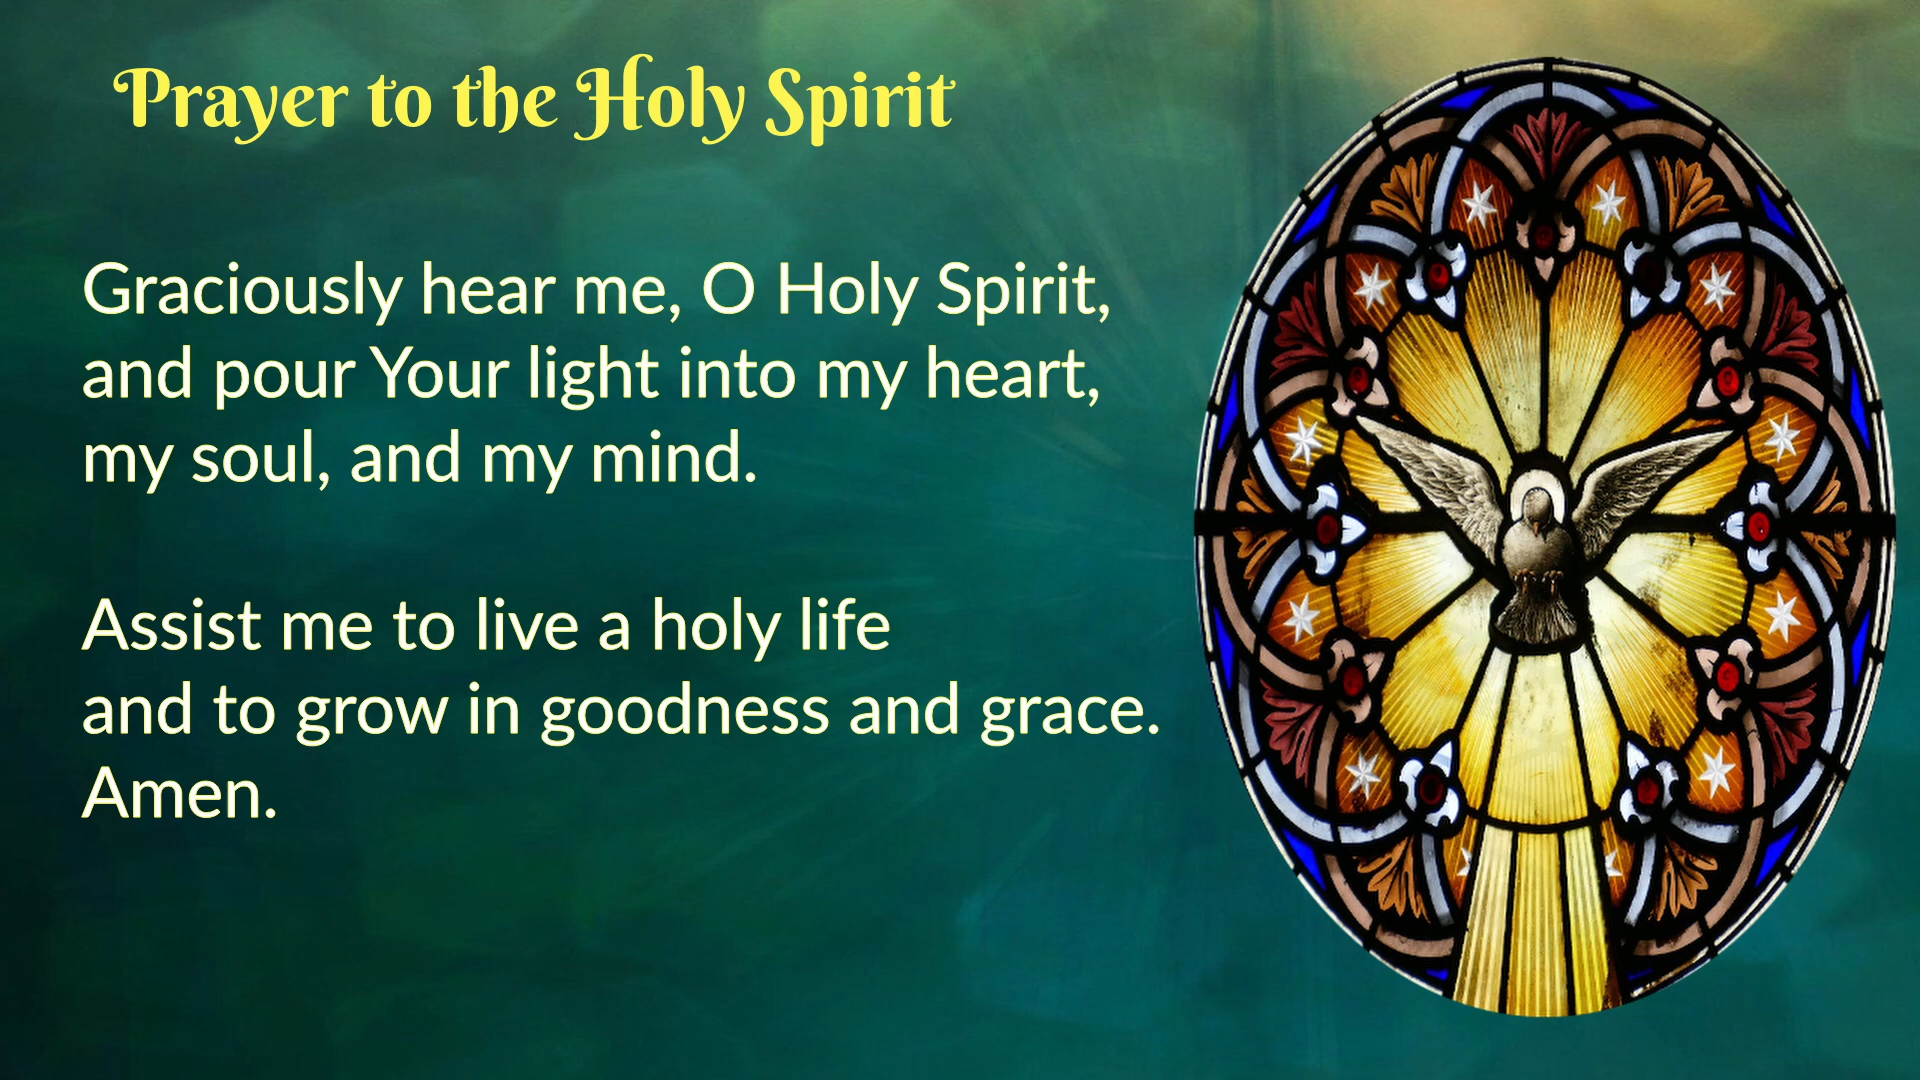 Prayer to the Holy Spirit
Graciously hear me, O Holy Spirit,
and pour Your light into my heart,
my soul, and my mind.
Assist me to live a holy life
and to grow in goodness and grace.
Amen.